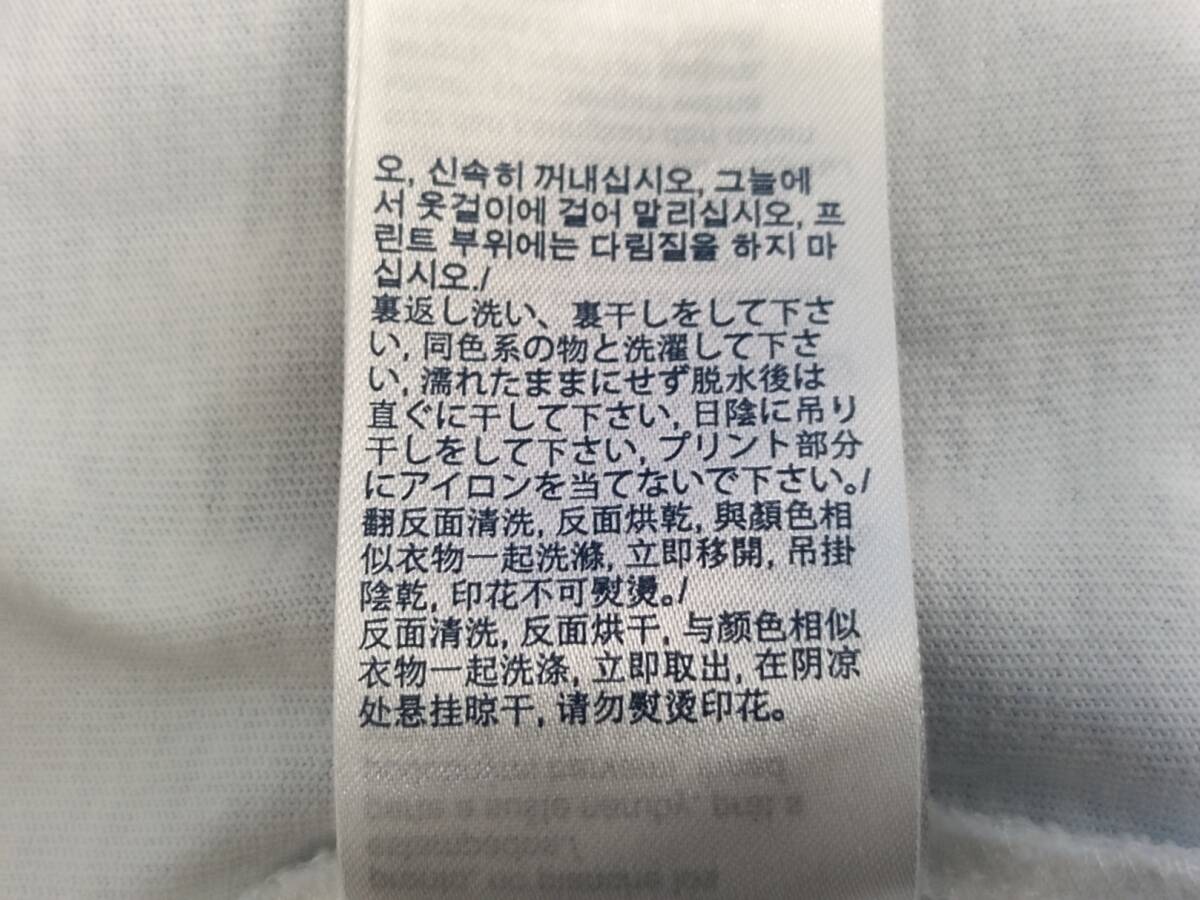 오, 신속히 꺼내십시오, 그늘에
서 옷걸이에 걸어 말리십시오, 프
린트 부위에는 다림질을 하지 마
십시오./
裏返し洗い、裏干しをして下さ
い, 同色系の物と洗濯して下さ
い, 濡れたままにせず脱水後は
直ぐに干して下さい, 日陰に吊り
干しをして下さい, プリント部分
にアイロンを当てないで下さい。/
翻反面清洗, 反面烘乾, 與顏色相
似衣物一起洗滌, 立即移開, 吊掛
陰乾, 印花不可熨燙。/
反面清洗, 反面烘干, 与颜色相似
衣物一起洗涤, 立即取出, 在阴凉
处悬挂晾干, 请勿熨烫印花。